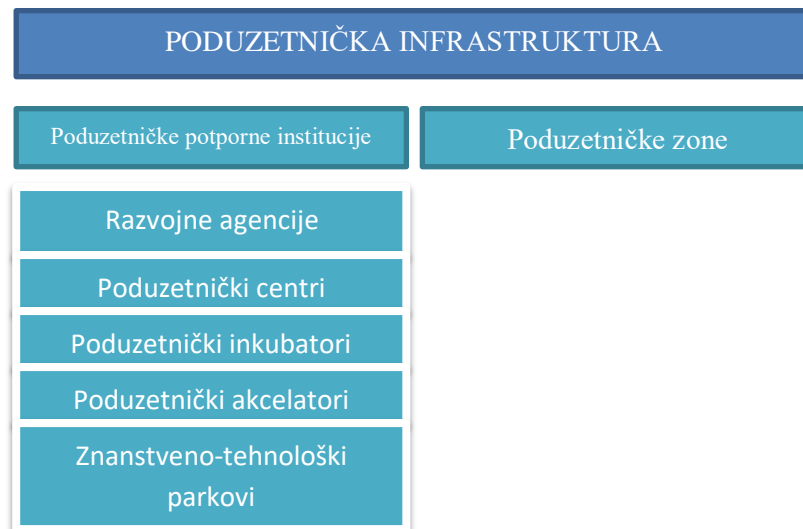 PODUZETNIČKA INFRASTRUKTURA
Poduzetničke potporne institucije
Poduzetničke zone
Razvojne agencije
Poduzetnički centri
Poduzetnički inkubatori
Poduzetnički akcelatori
Znanstveno-tehnološki
parkovi